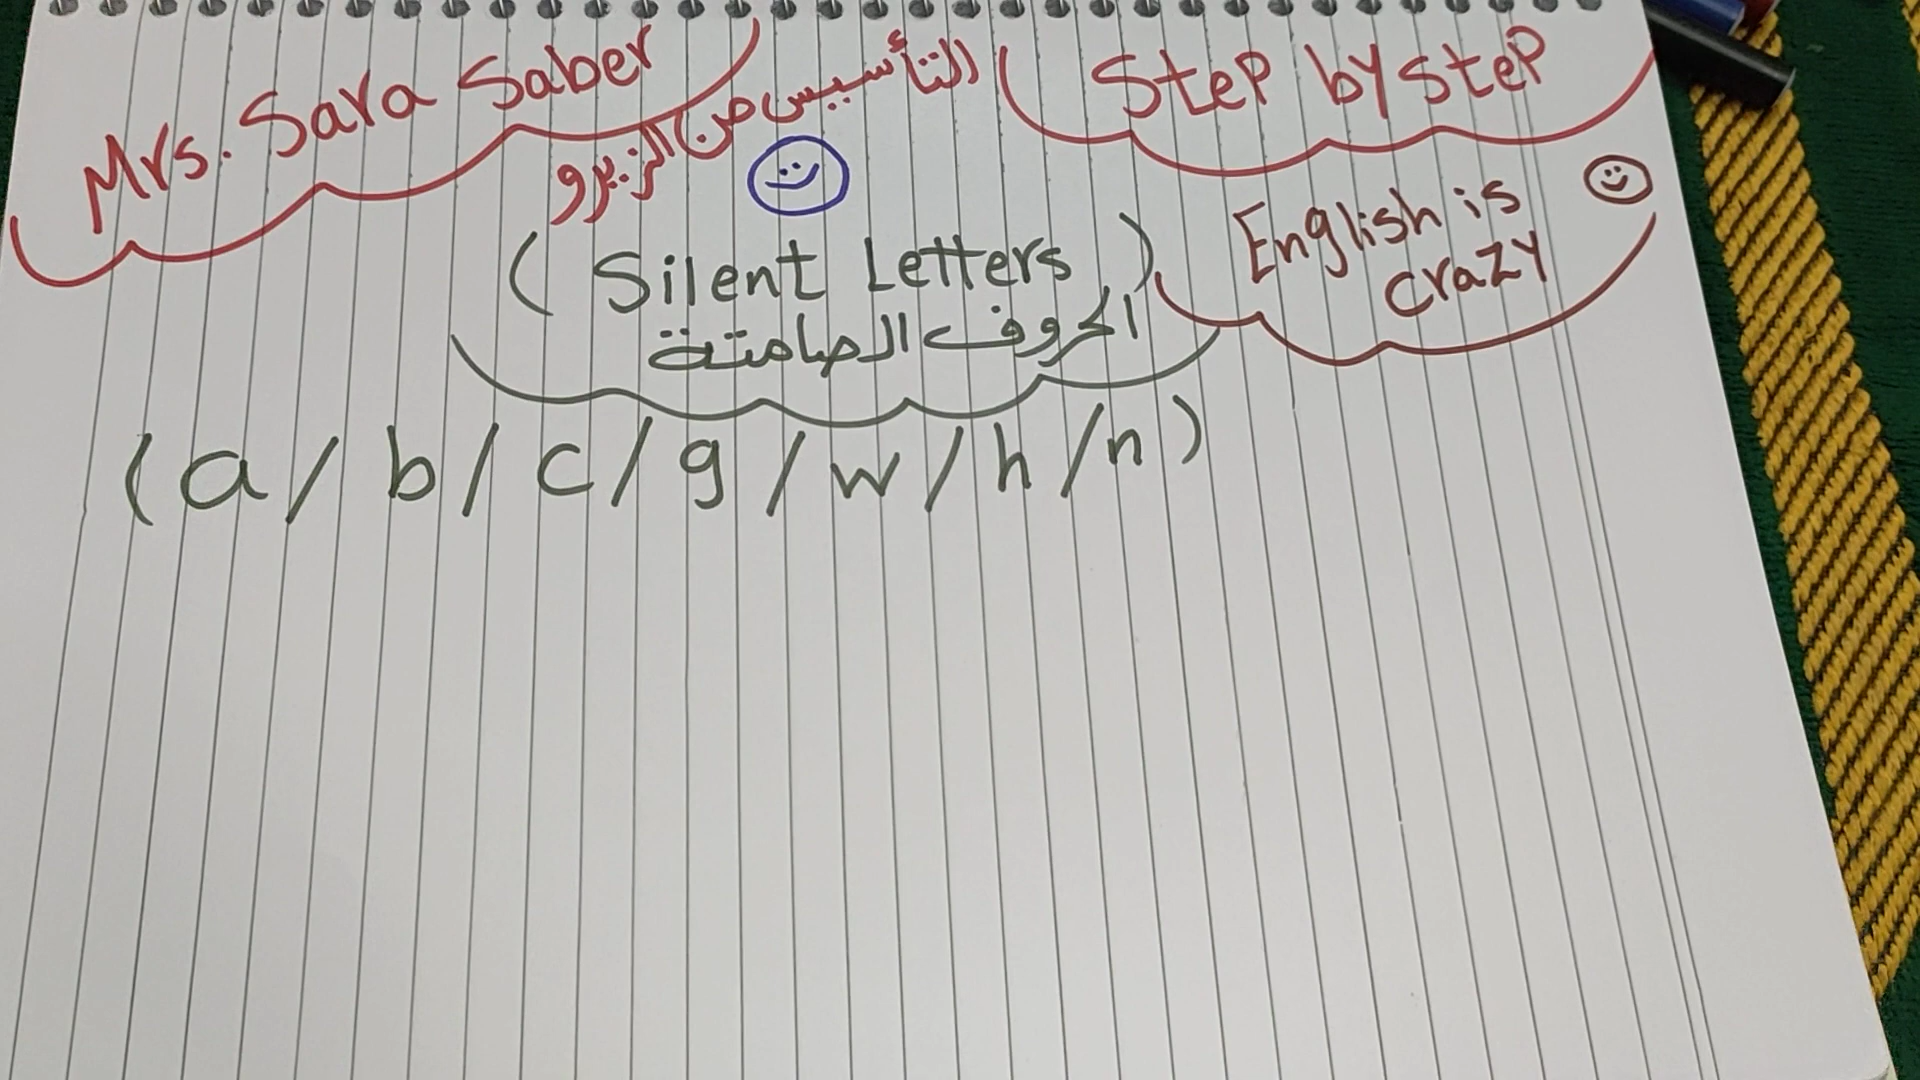 Mrs. Sara Saber
التأسيس من الزيرو
Step by step
English is
crazy
( Silent Letters )
الحروف الصامتة
( a / b / c / g / w / h / n )